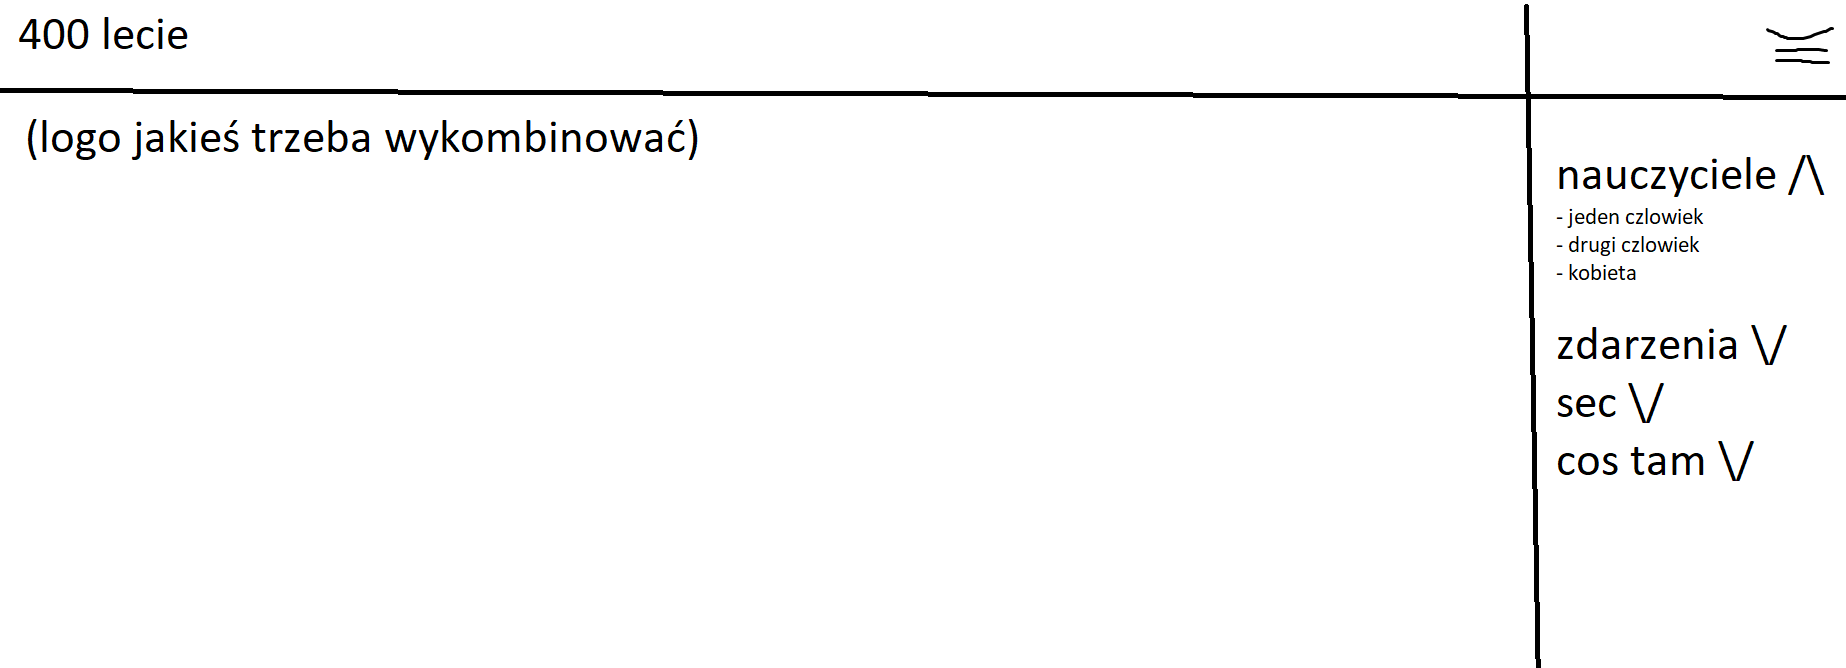 400 lecie
(logo jakieś trzeba wykombinować)
nauczyciele /\
- jeden czlowiek
- drugi czlowiek
- kobieta
zdarzenia \/
sec \/
cos tam \/